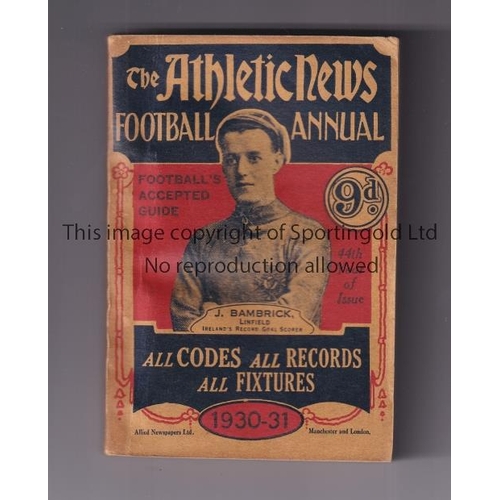 The Athletic News
FOOTBALL ANNUAL
FOOTBALL'S
ACCEPTED
GUIDE
9d.
This image copyright of Sportingold Ltd
No reproduction allowed
44th
of
Issue
J. BAMBRICK.
LINFIELD
IRELAND'S RECORD GOAL SCORER
ALL CODES ALL RECORDS
ALL FIXTURES
1930-31
Allied Newspapers Ltd.
Manchester and London.